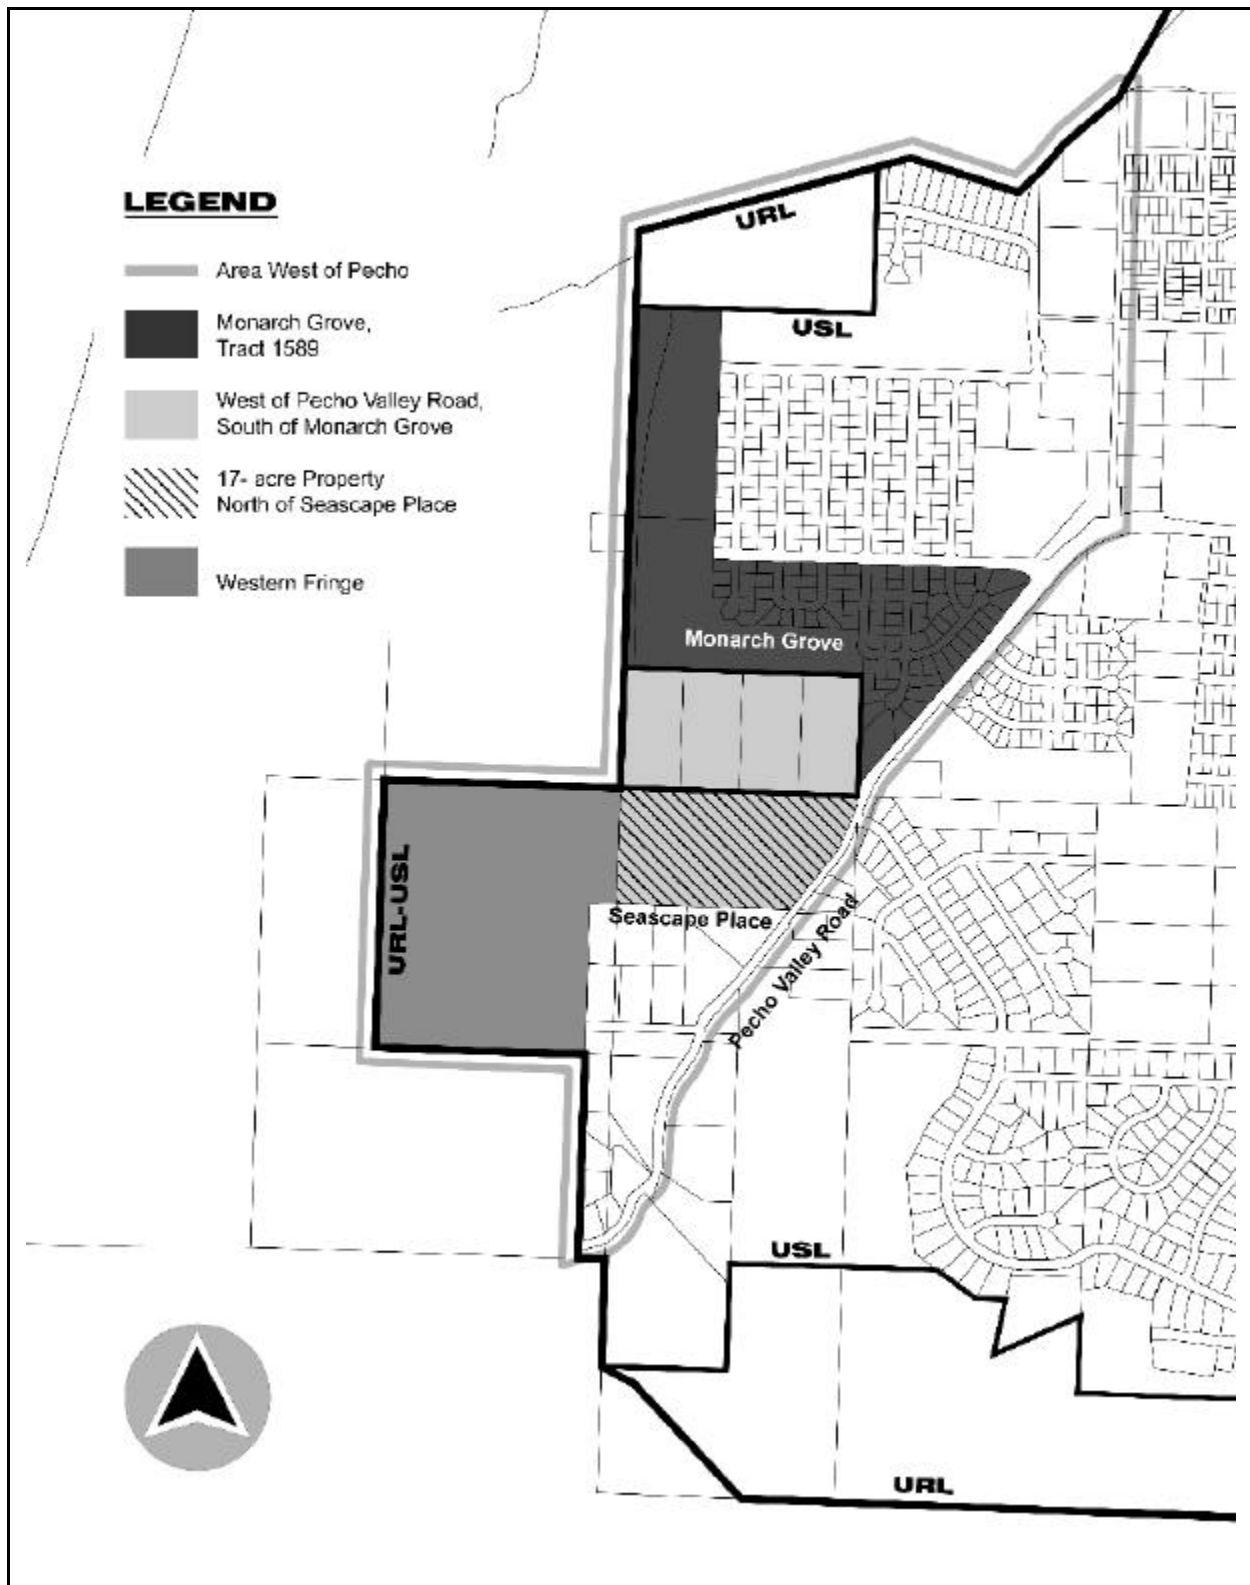 LEGEND
Area West of Pecho
Monarch Grove,
Tract 1589
West of Pecho Valley Road,
South of Monarch Grove
17- acre Property
North of Seascape Place
Western Fringe
URL
USL
Monarch Grove
URL-USL
Seascape Place
Pecho Valley Road
USL
URL